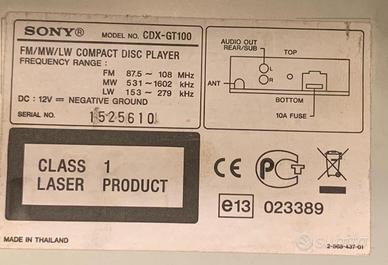 SONY® MODEL NO. CDX-GT100
FM/MW/LW COMPACT DISC PLAYER
FREQUENCY RANGE :
FM 87.5 ~ 108 MHz
MW 531 ~ 1602 kHz
LW 153 ~ 279 kHz
DC : 12V ⎓ NEGATIVE GROUND
SERIAL NO. 1525610
AUDIO OUT
REAR/SUB
TOP
L
R
ANT
BOTTOM
10A FUSE
CLASS 1
LASER PRODUCT
CE
e13 023389
MADE IN THAILAND
subito